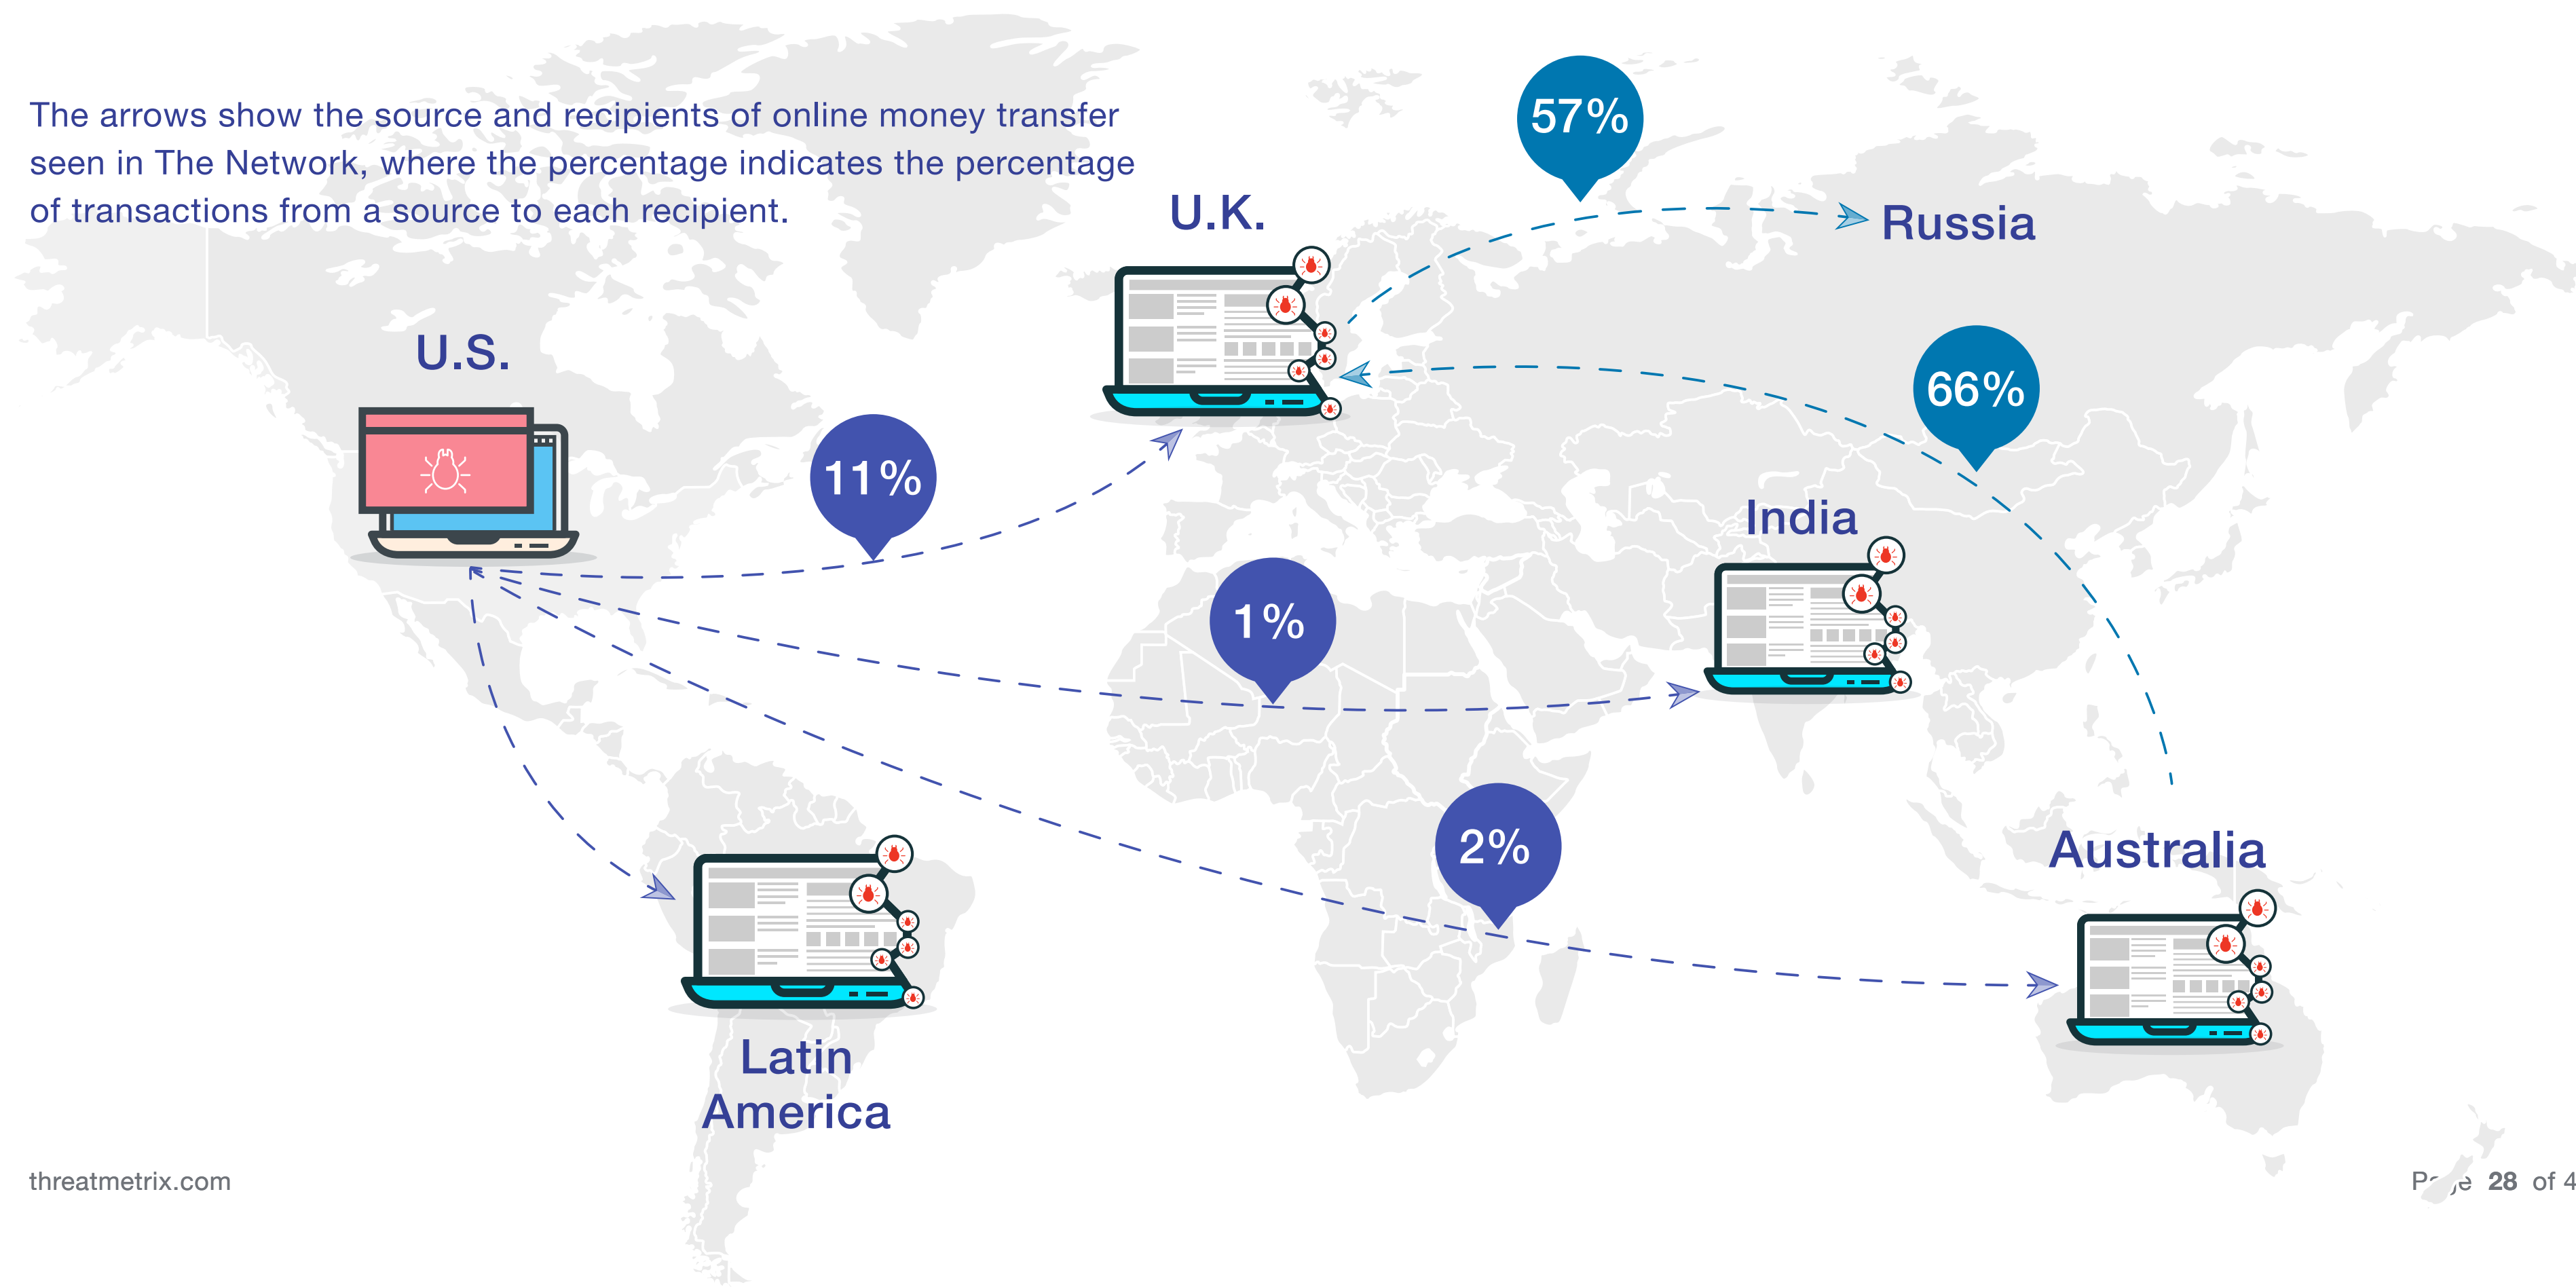 The arrows show the source and recipients of online money transfer
seen in The Network, where the percentage indicates the percentage
of transactions from a source to each recipient.
57%
U.K.
Russia
U.S.
66%
11%
India
1%
2%
Australia
Latin
America
threatmetrix.com
28 of 4